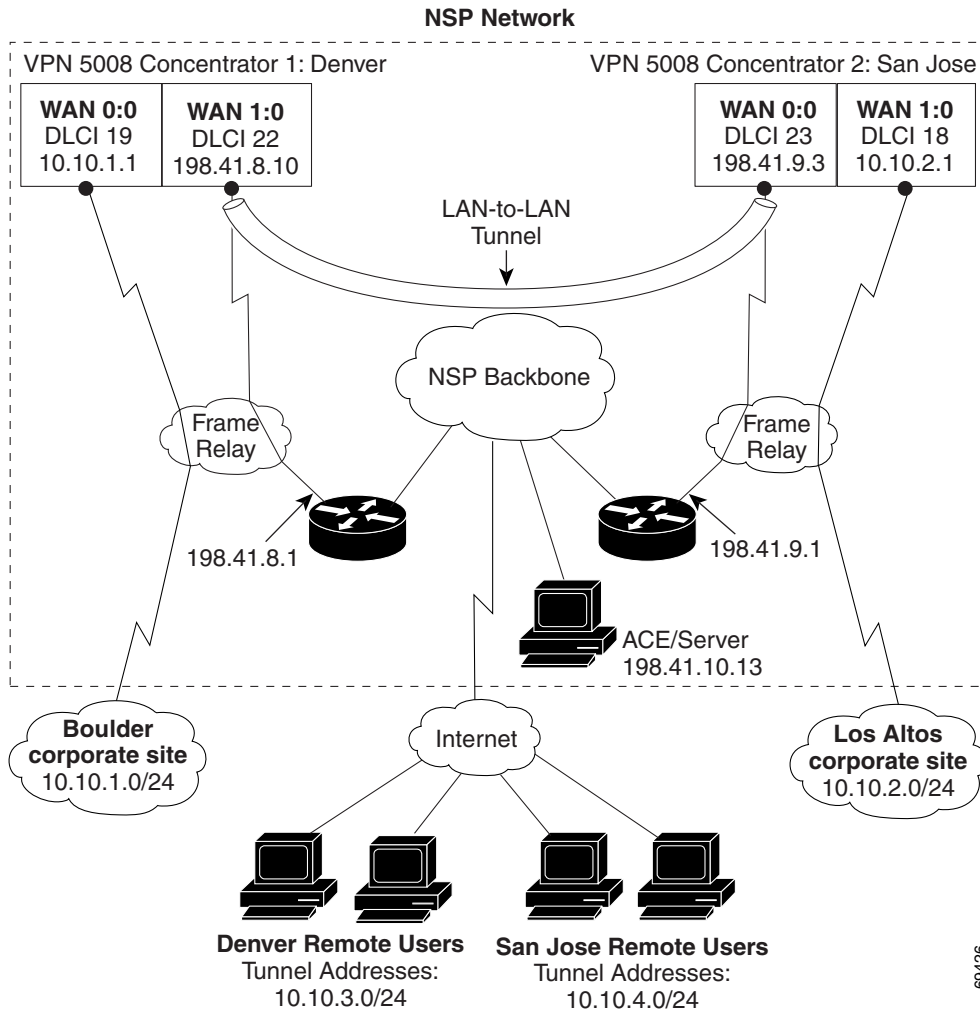 NSP Network
VPN 5008 Concentrator 1: Denver
WAN 0:0
DLCI 19
10.10.1.1
WAN 1:0
DLCI 22
198.41.8.10
VPN 5008 Concentrator 2: San Jose
WAN 0:0
DLCI 23
198.41.9.3
WAN 1:0
DLCI 18
10.10.2.1
LAN-to-LAN
Tunnel
NSP Backbone
Frame
Relay
Frame
Relay
198.41.8.1
198.41.9.1
ACE/Server
198.41.10.13
Boulder
corporate site
10.10.1.0/24
Internet
Los Altos
corporate site
10.10.2.0/24
Denver Remote Users
Tunnel Addresses:
10.10.3.0/24
San Jose Remote Users
Tunnel Addresses:
10.10.4.0/24